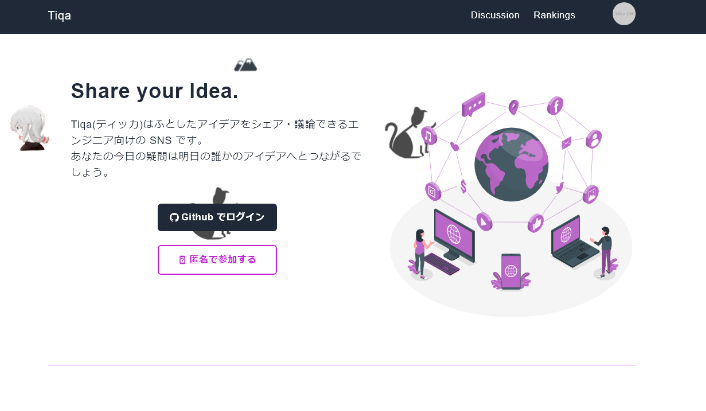 Tiqa
Discussion
Rankings
Share your Idea.
Tiqa(ティッカ)はふとしたアイデアをシェア・議論できるエ
ンジニア向けの SNS です。
あなたの今日の疑問は明日の誰かのアイデアへとつながるで
しょう。
Github でログイン
匿名で参加する